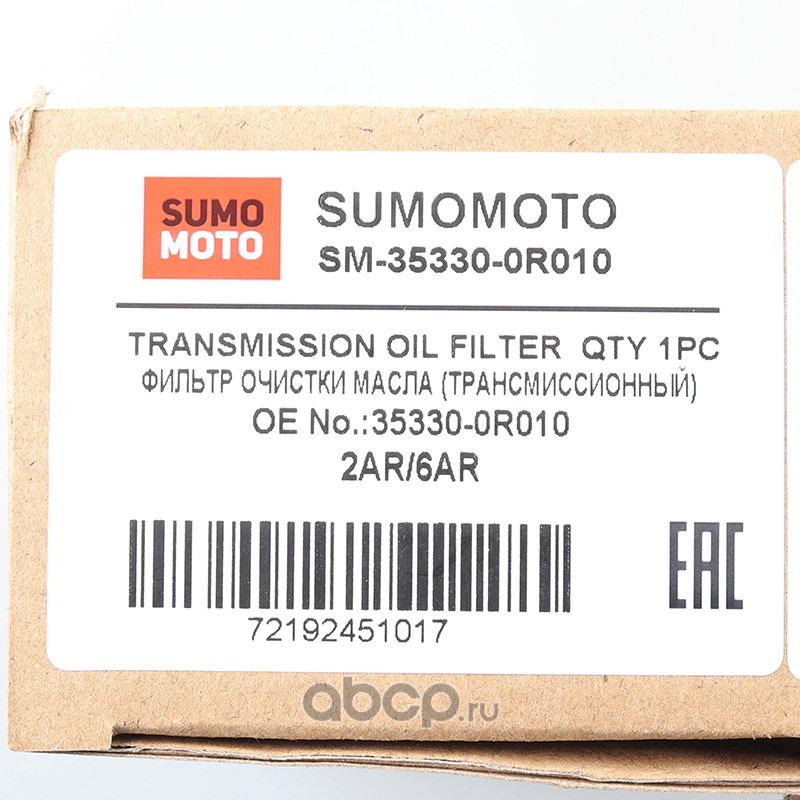 SUMO
MOTO
SUMOMOTO
SM-35330-0R010
TRANSMISSION OIL FILTER QTY 1PC
ФИЛЬТР ОЧИСТКИ МАСЛА (ТРАНСМИССИОННЫЙ)
OE No.:35330-0R010
2AR/6AR
72192451017
EAC
abcp.ru